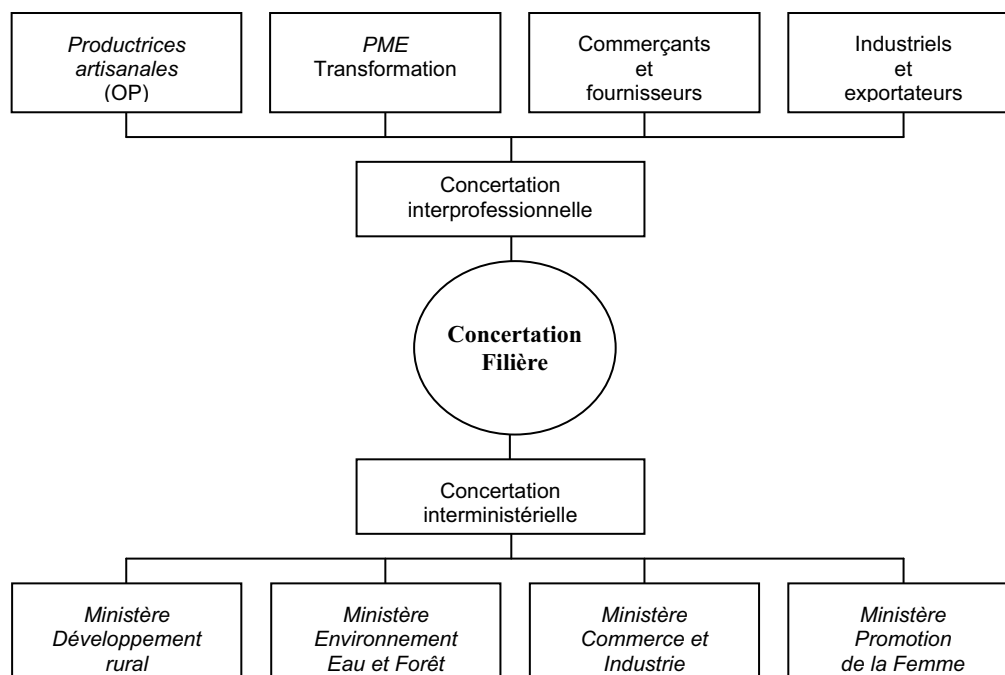 Productrices
artisanales
(OP)
PME
Transformation
Commerçants
et
fournisseurs
Industriels
et
exportateurs
Concertation
interprofessionnelle
Concertation
Filière
Concertation
interministérielle
Ministère
Développement
rural
Ministère
Environnement
Eau et Forêt
Ministère
Commerce et
Industrie
Ministère
Promotion
de la Femme